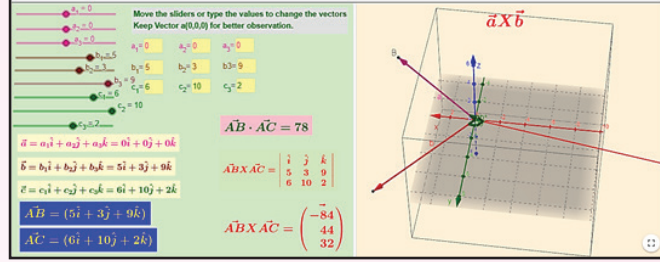 a₁ = 0
a₂ = 0
a₃ = 0
b₁ = 5
b₂ = 3
b₃ = 9
c₁ = 6
c₂ = 10
c₃ = 2
Move the sliders or type the values to change the vectors
Keep Vector a(0,0,0) for better observation.
a₁= 0 a₂= 0 a₃= 0
b₁= 5 b₂= 3 b3= 9
c₁= 6 c₂= 10 c₃= 2
a⃗ = a₁î + a₂ĵ + a₃k̂ = 0î + 0ĵ + 0k̂
b⃗ = b₁î + b₂ĵ + b₃k̂ = 5î + 3ĵ + 9k̂
c⃗ = c₁î + c₂ĵ + c₃k̂ = 6î + 10ĵ + 2k̂
AB⃗ = (5î + 3ĵ + 9k̂)
AC⃗ = (6î + 10ĵ + 2k̂)
AB⃗ · AC⃗ = 78
AB⃗ X AC⃗ = | î ĵ k̂ |
| 5 3 9 |
| 6 10 2 |
AB⃗ X AC⃗ = ( −84
44
32 )
a⃗ X b⃗
B
z
x
y